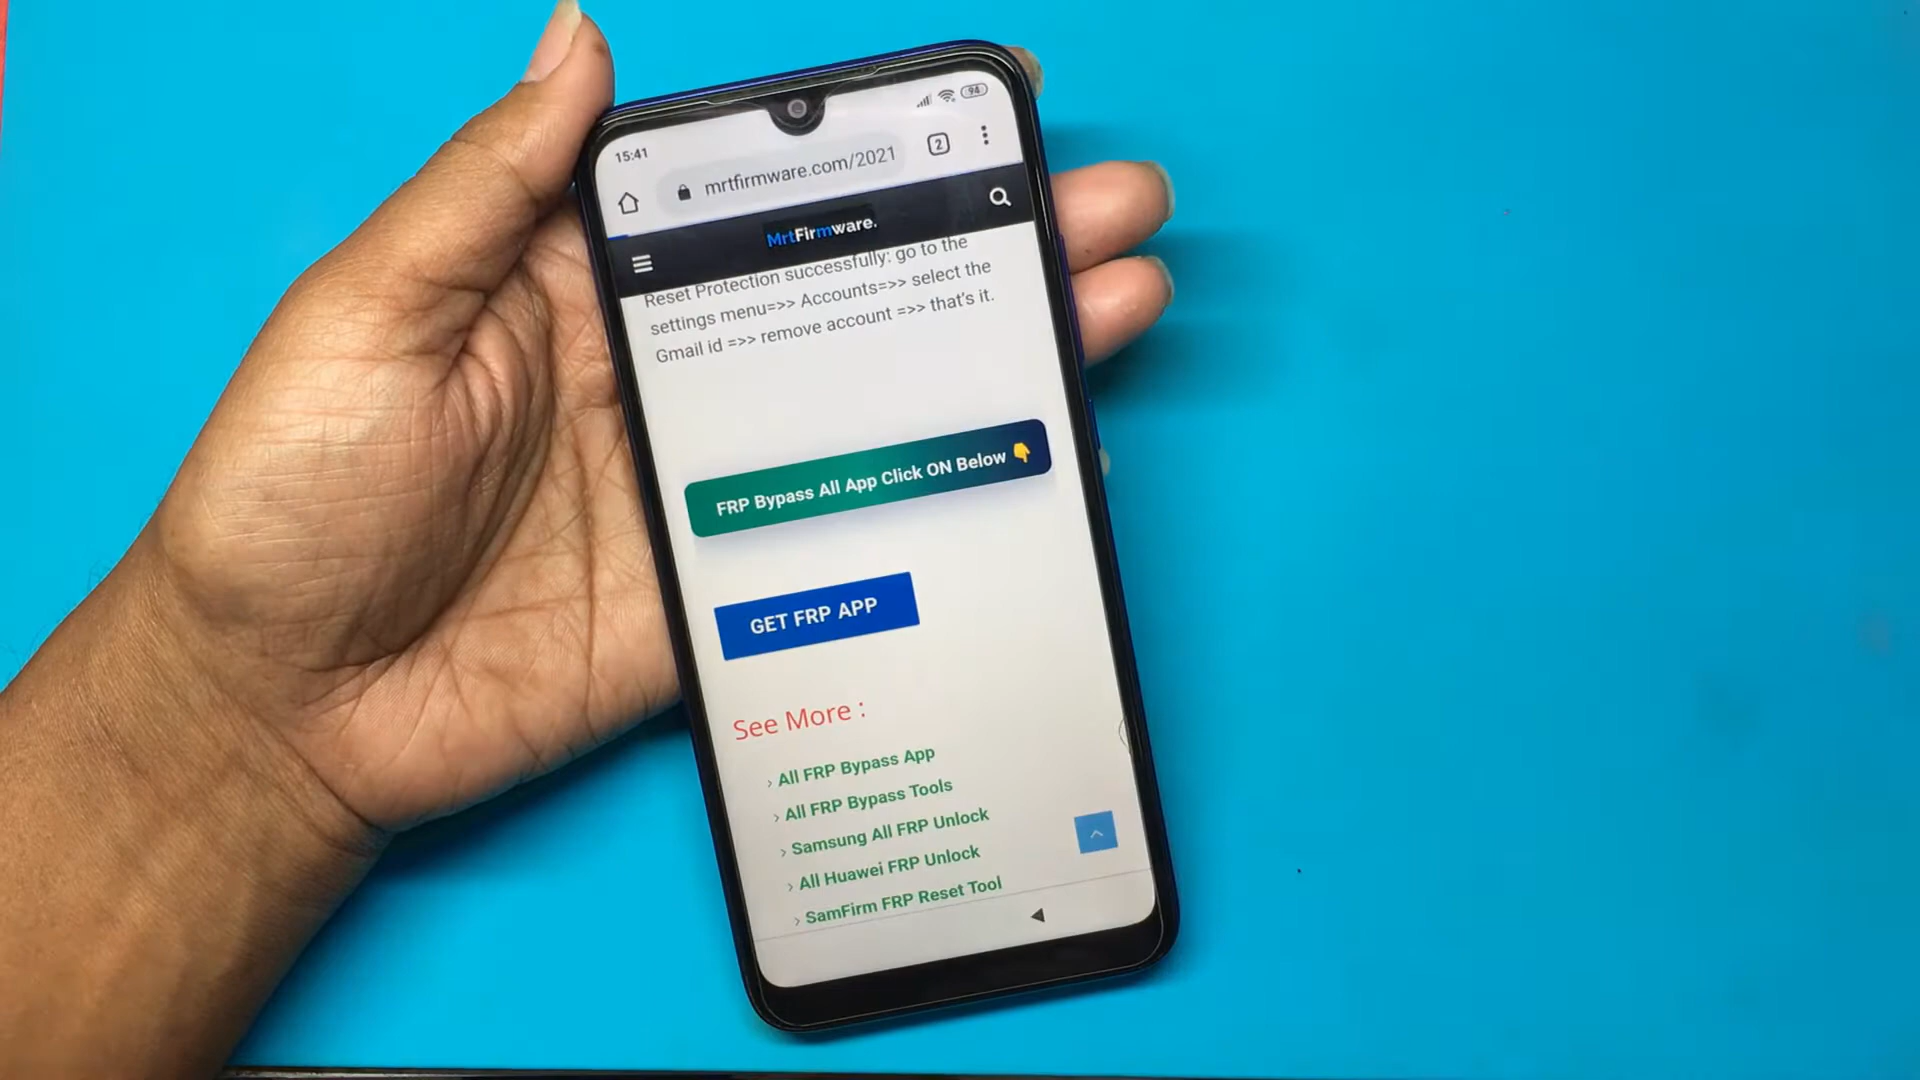 15:41
94
mrtfirmware.com/2021
2
MrtFirmware.
Reset Protection successfully: go to the
settings menu=>> Accounts=>> select the
Gmail id =>> remove account =>> that's it.
FRP Bypass All App Click ON Below 👇
GET FRP APP
See More :
› All FRP Bypass App
› All FRP Bypass Tools
› Samsung All FRP Unlock
› All Huawei FRP Unlock
› SamFirm FRP Reset Tool